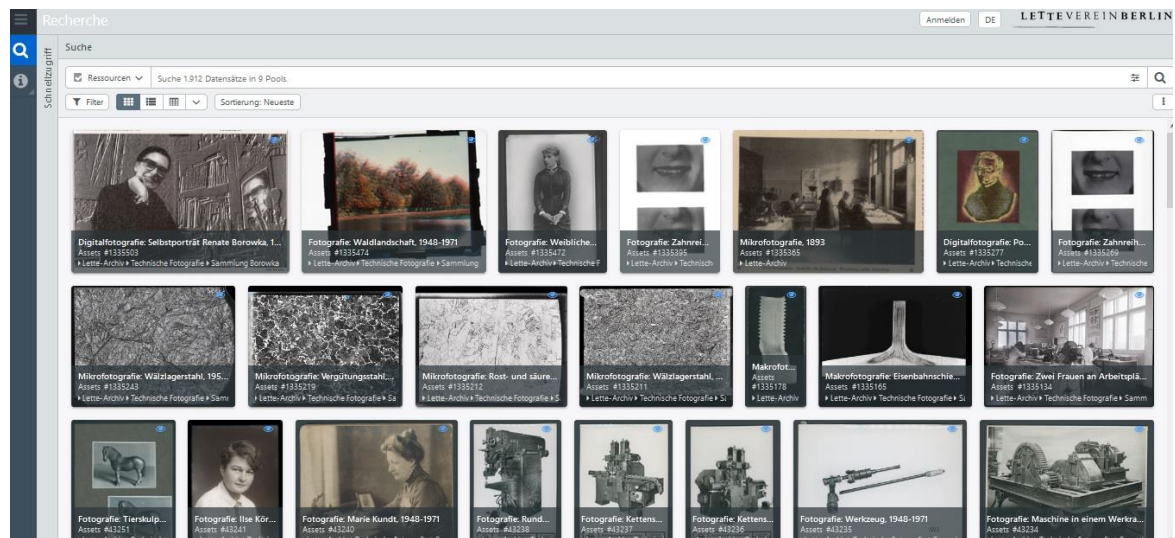 Recherche
Anmelden
DE
LETTEVEREINBERLIN
Schnellzugriff
Suche
Ressourcen
Suche 1.912 Datensätze in 9 Pools.
Filter
Sortierung: Neueste
Digitalfotografie: Selbstporträt Renate Borowka, 1...
Assets #1335503
Lette-Archiv Technische Fotografie Sammlung Borowka
Fotografie: Waldlandschaft, 1948-1971
Assets #1335474
Lette-Archiv Technische Fotografie Sammlung
Fotografie: Weibliche...
Assets #1335472
Lette-Archiv Technische F
Fotografie: Zahnrei...
Assets #1335395
Lette-Archiv Technisch
Mikrofotografie, 1893
Assets #1335365
Lette-Archiv
Digitalfotografie: Po...
Assets #1335277
Lette-Archiv Technische
Fotografie: Zahnreih...
Assets #1335269
Lette-Archiv Technische
Mikrofotografie: Wälzlagerstahl, 195...
Assets #1335243
Lette-Archiv Technische Fotografie Samm
Mikrofotografie: Vergütungsstahl,...
Assets #1335219
Lette-Archiv Technische Fotografie Sa
Mikrofotografie: Rost- und säure...
Assets #1335212
Lette-Archiv Technische Fotografie S
Mikrofotografie: Wälzlagerstahl, ...
Assets #1335211
Lette-Archiv Technische Fotografie
Makrofot...
Assets
#1335178
Lette-Archiv
Makrofotografie: Eisenbahnschie...
Assets #1335165
Lette-Archiv Technische Fotografie
Fotografie: Zwei Frauen an Arbeitsplä...
Assets #1335134
Lette-Archiv Technische Fotografie Samm
Fotografie: Tierskulp...
Assets #43251
Fotografie: Ilse Kör...
Assets #43241
Fotografie: Marie Kundt, 1948-1971
Assets #43240
Fotografie: Rund...
Assets #43238
Fotografie: Kettens...
Assets #43237
Fotografie: Kettens...
Assets #43236
Fotografie: Werkzeug, 1948-1971
Assets #43235
Fotografie: Maschine in einem Werkra...
Assets #43234